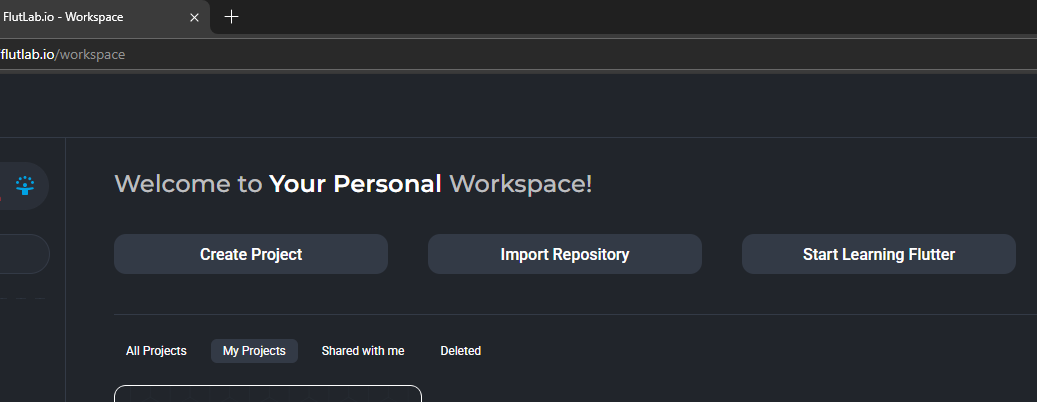 FlutLab.io - Workspace
flutlab.io/workspace
Welcome to Your Personal Workspace!
Create Project
Import Repository
Start Learning Flutter
All Projects
My Projects
Shared with me
Deleted